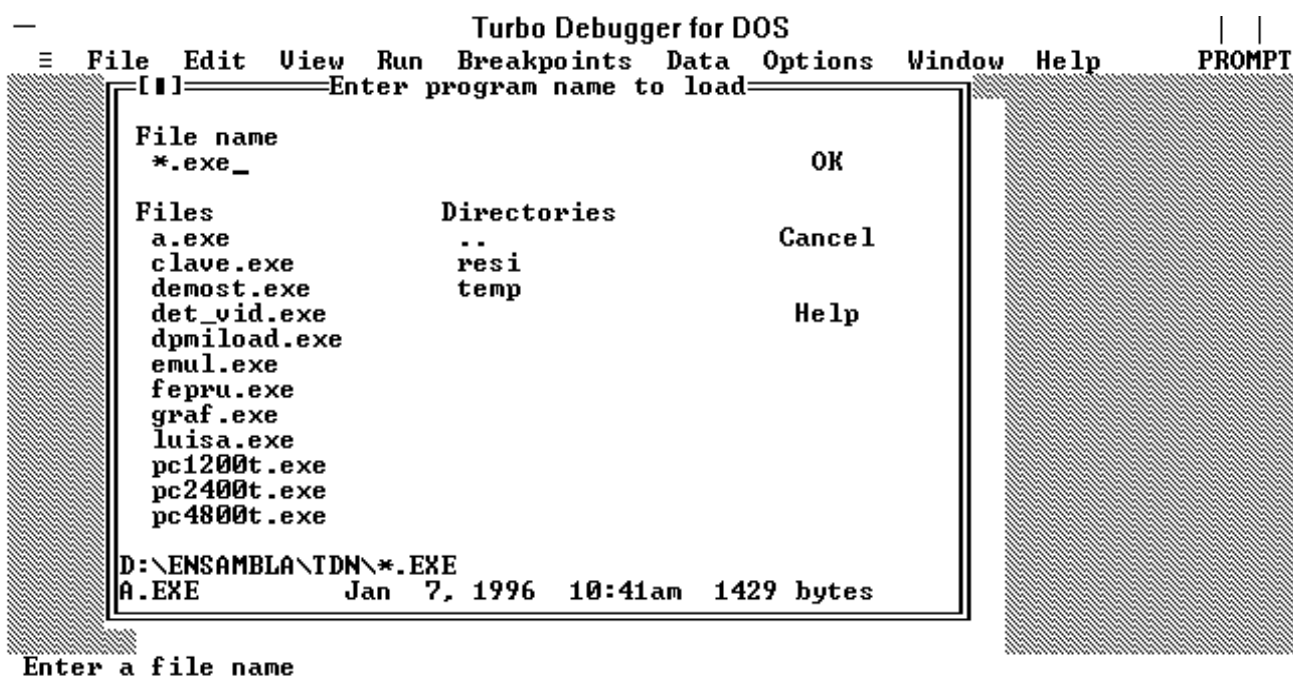 Turbo Debugger for DOS
≡ File Edit View Run Breakpoints Data Options Window Help PROMPT
[▮] Enter program name to load
File name
*.exe_ OK
Files Directories
a.exe .. Cancel
clave.exe resi
demost.exe temp
det_vid.exe Help
dpmiload.exe
emul.exe
fepru.exe
graf.exe
luisa.exe
pc1200t.exe
pc2400t.exe
pc4800t.exe
D:\ENSAMBLA\TDN\*.EXE
A.EXE Jan 7, 1996 10:41am 1429 bytes
Enter a file name